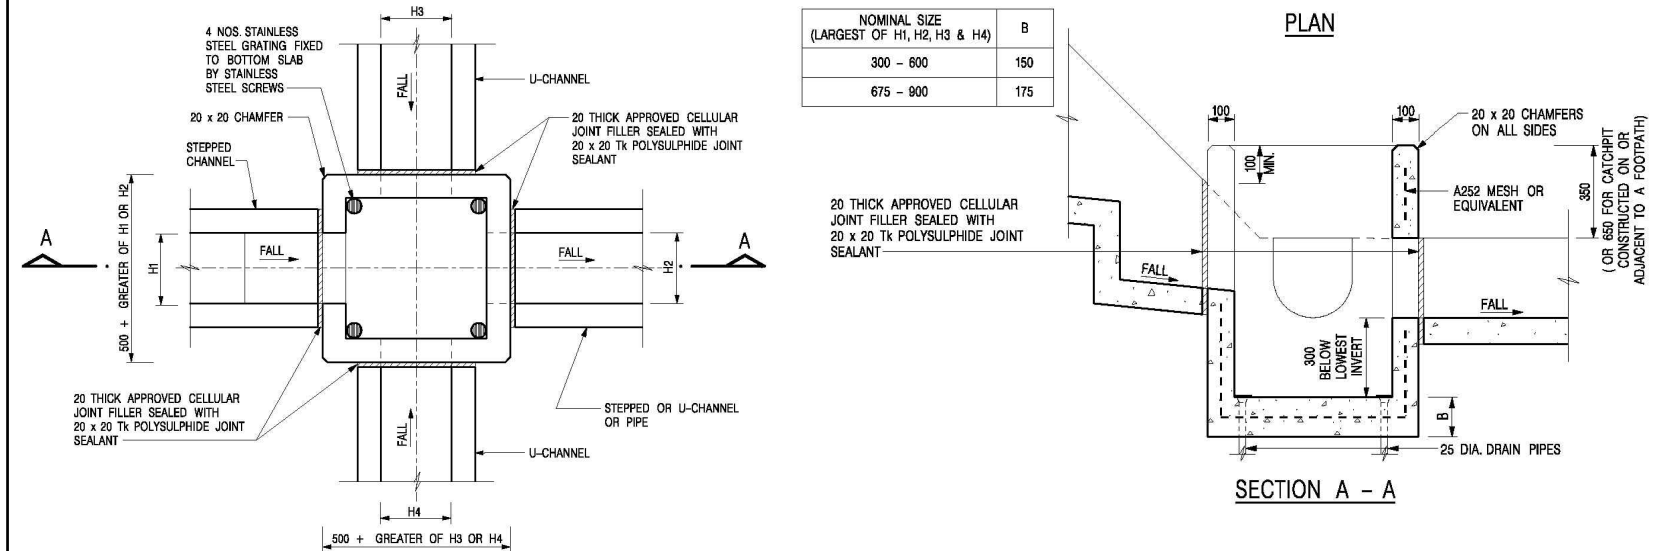 H3
4 NOS. STAINLESS
STEEL GRATING FIXED
TO BOTTOM SLAB
BY STAINLESS
STEEL SCREWS
FALL
U-CHANNEL
20 x 20 CHAMFER
20 THICK APPROVED CELLULAR
JOINT FILLER SEALED WITH
20 x 20 Tk POLYSULPHIDE JOINT
SEALANT
STEPPED
CHANNEL
500 + GREATER OF H1 OR H2
A
H1
FALL
FALL
H2
A
20 THICK APPROVED CELLULAR
JOINT FILLER SEALED WITH
20 x 20 Tk POLYSULPHIDE JOINT
SEALANT
STEPPED OR U-CHANNEL
OR PIPE
FALL
U-CHANNEL
H4
500 + GREATER OF H3 OR H4
NOMINAL SIZE
(LARGEST OF H1, H2, H3 & H4)
B
300 - 600
150
675 - 900
175
PLAN
100
100
20 x 20 CHAMFERS
ON ALL SIDES
100
MIN.
A252 MESH OR
EQUIVALENT
350
( OR 650 FOR CATCHPIT
CONSTRUCTED ON OR
ADJACENT TO A FOOTPATH)
20 THICK APPROVED CELLULAR
JOINT FILLER SEALED WITH
20 x 20 Tk POLYSULPHIDE JOINT
SEALANT
FALL
FALL
300
BELOW
LOWEST
INVERT
B
25 DIA. DRAIN PIPES
SECTION A - A